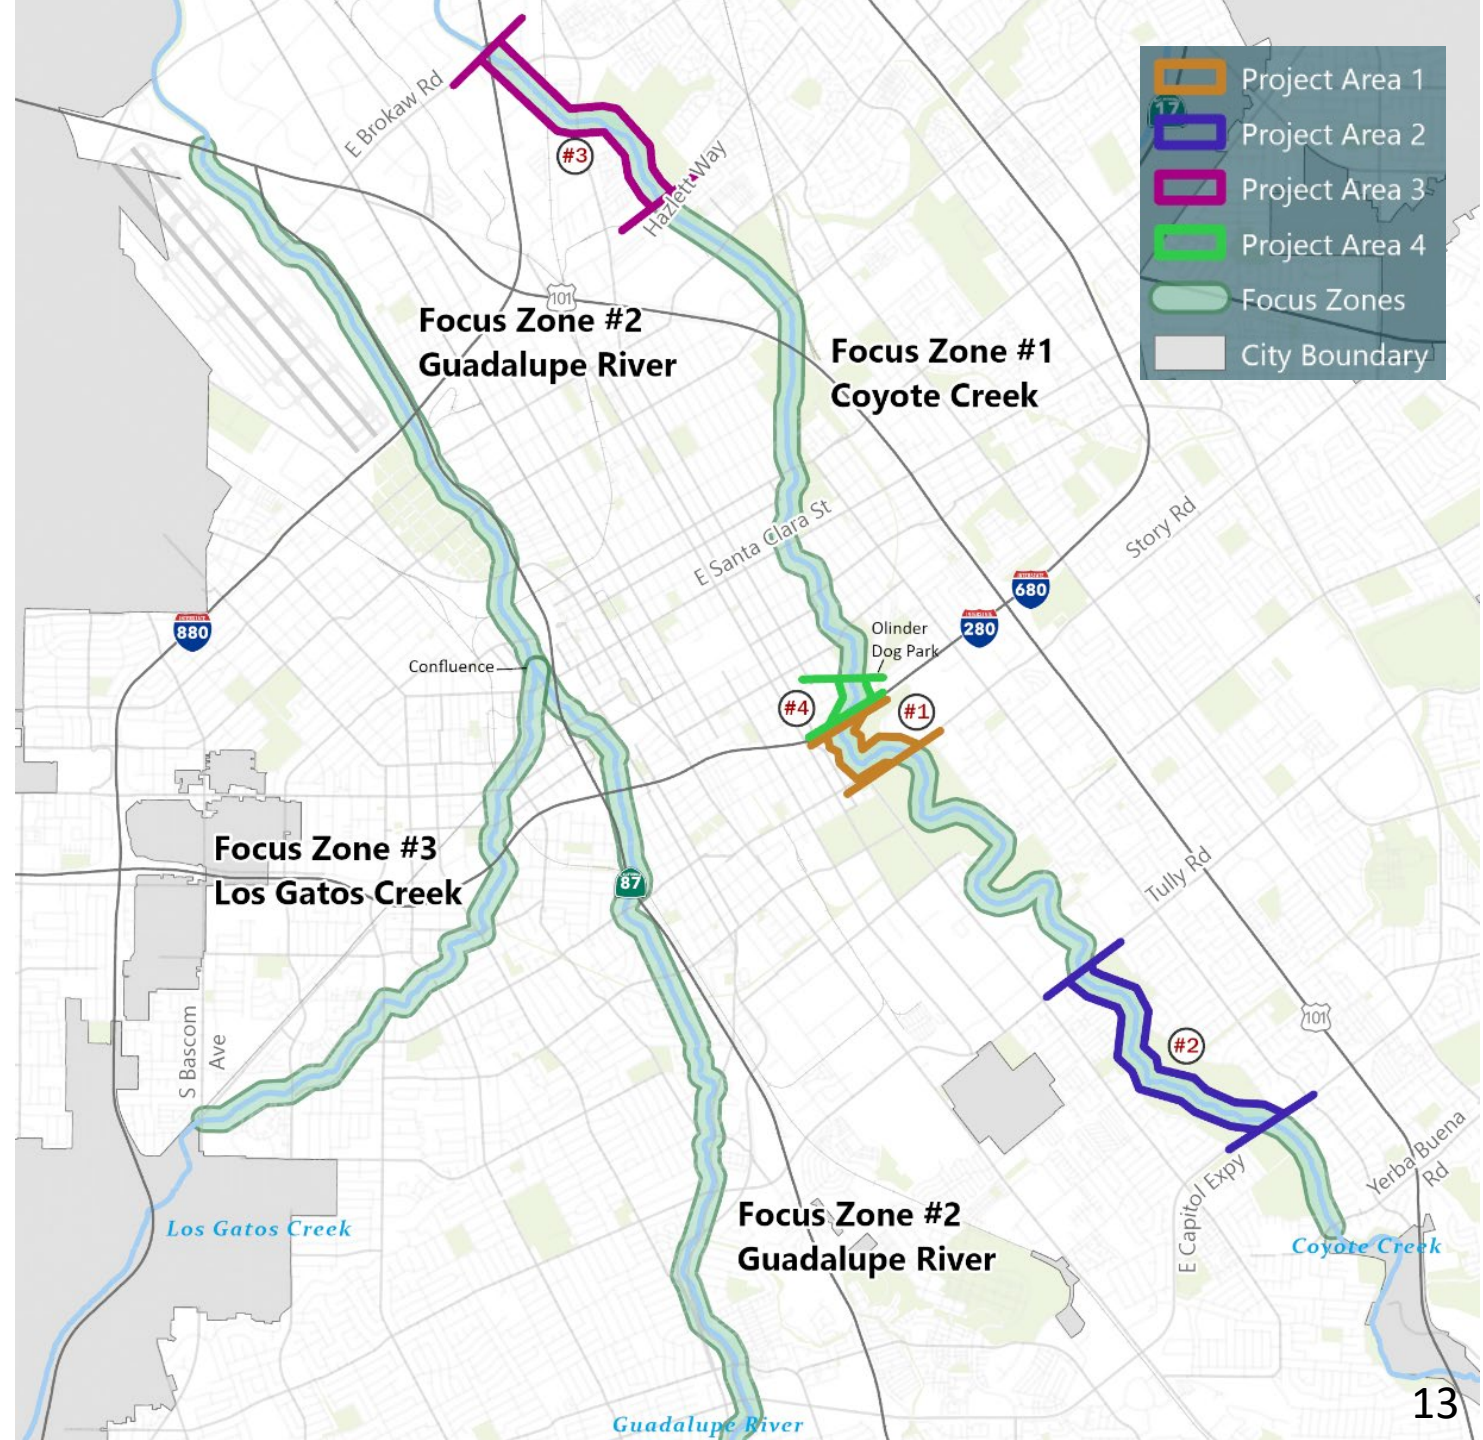 Project Area 1
17
Project Area 2
Project Area 3
Project Area 4
Focus Zones
City Boundary
E Brokaw Rd
#3
Hazlett Way
101
Focus Zone #2
Guadalupe River
Focus Zone #1
Coyote Creek
E Santa Clara St
Story Rd
680
280
880
Olinder
Dog Park
Confluence
#4
#1
Focus Zone #3
Los Gatos Creek
87
Tully Rd
S Bascom
Ave
101
#2
Yerba Buena
Rd
E Capitol Expy
Los Gatos Creek
Focus Zone #2
Guadalupe River
Coyote Creek
Guadalupe River
13